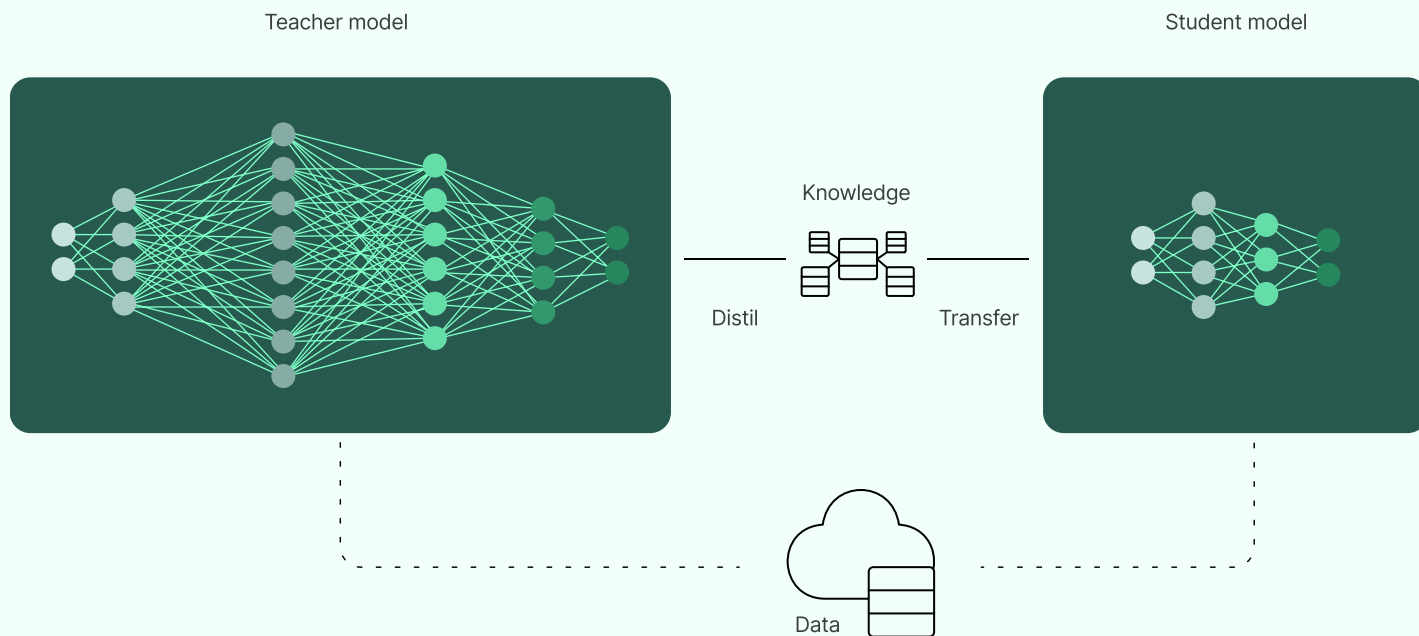 Teacher model
Student model
Knowledge
Distil
Transfer
Data